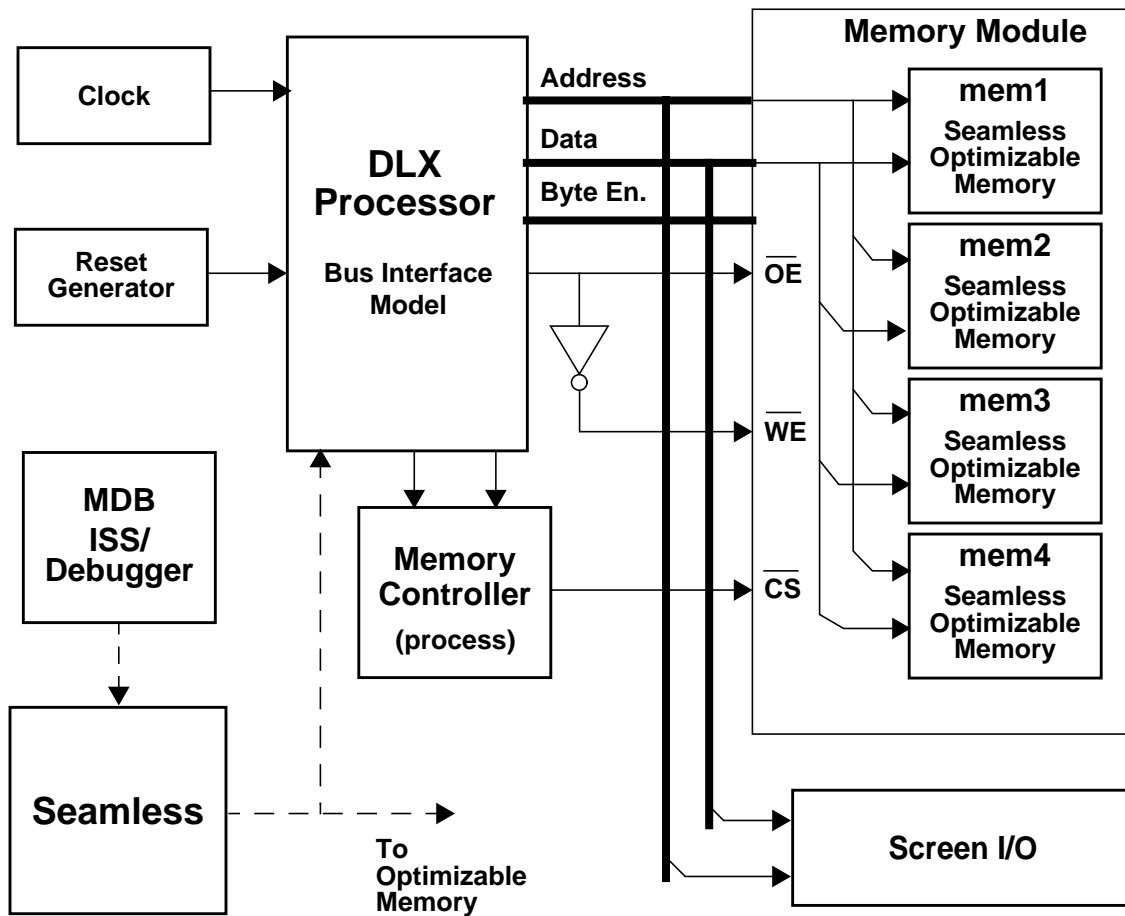 Memory Module
Clock
Address
mem1
Seamless
Optimizable
Memory
DLX
Processor
Data
Byte En.
Reset
Generator
Bus Interface
Model
OE
mem2
Seamless
Optimizable
Memory
WE
mem3
Seamless
Optimizable
Memory
MDB
ISS/
Debugger
Memory
Controller
(process)
CS
mem4
Seamless
Optimizable
Memory
Seamless
To
Optimizable
Memory
Screen I/O